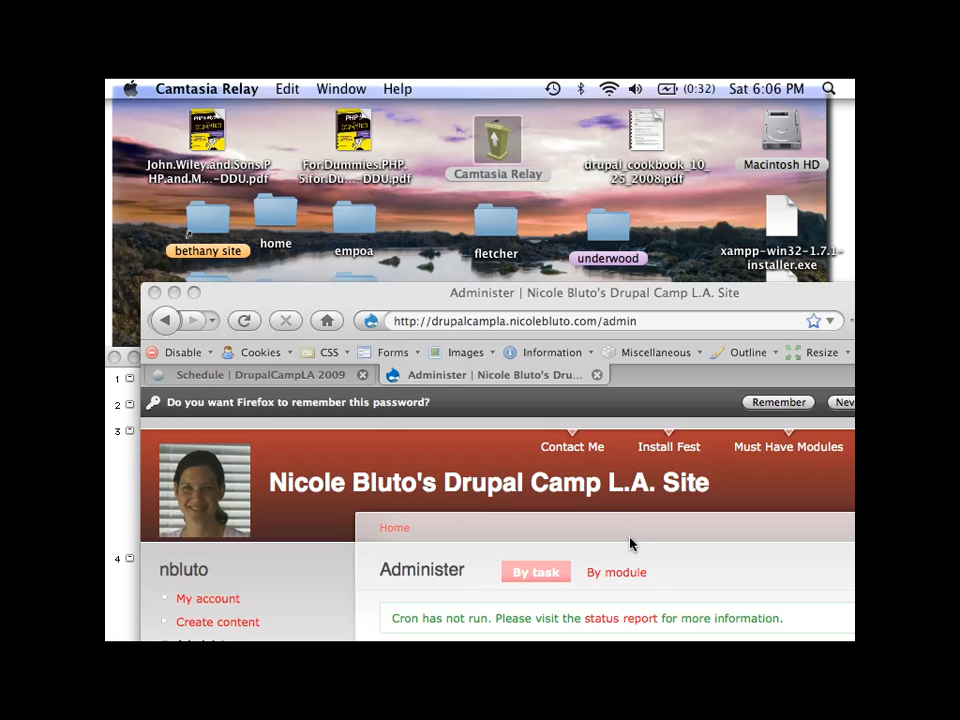 Camtasia Relay Edit Window Help (0:32) Sat 6:06 PM
John.Wiley.and.Sons.P
HP.and.M...-DDU.pdf
For.Dummies.PHP.
5.for.Du...-DDU.pdf
Camtasia Relay
drupal_cookbook_10_
25_2008.pdf
Macintosh HD
bethany site
home
empoa
fletcher
underwood
xampp-win32-1.7.1-
installer.exe
Administer | Nicole Bluto's Drupal Camp L.A. Site
http://drupalcampla.nicolebluto.com/admin
Disable Cookies CSS Forms Images Information Miscellaneous Outline Resize
Schedule | DrupalCampLA 2009 Administer | Nicole Bluto's Dru...
Do you want Firefox to remember this password? Remember Nev
1
2
3
4
Contact Me Install Fest Must Have Modules
Nicole Bluto's Drupal Camp L.A. Site
Home
nbluto
Administer By task By module
My account
Create content
Cron has not run. Please visit the status report for more information.